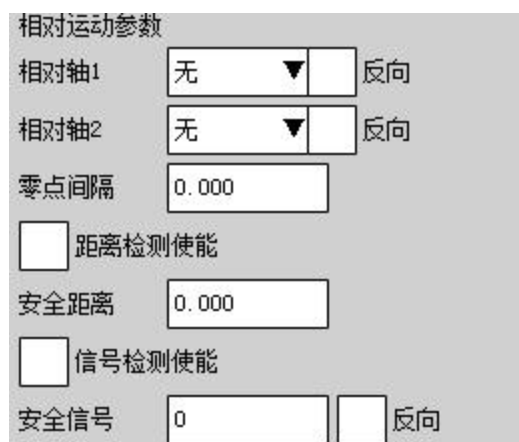 相对运动参数
相对轴1 无 反向
相对轴2 无 反向
零点间隔 0.000
距离检测使能
安全距离 0.000
信号检测使能
安全信号 0 反向